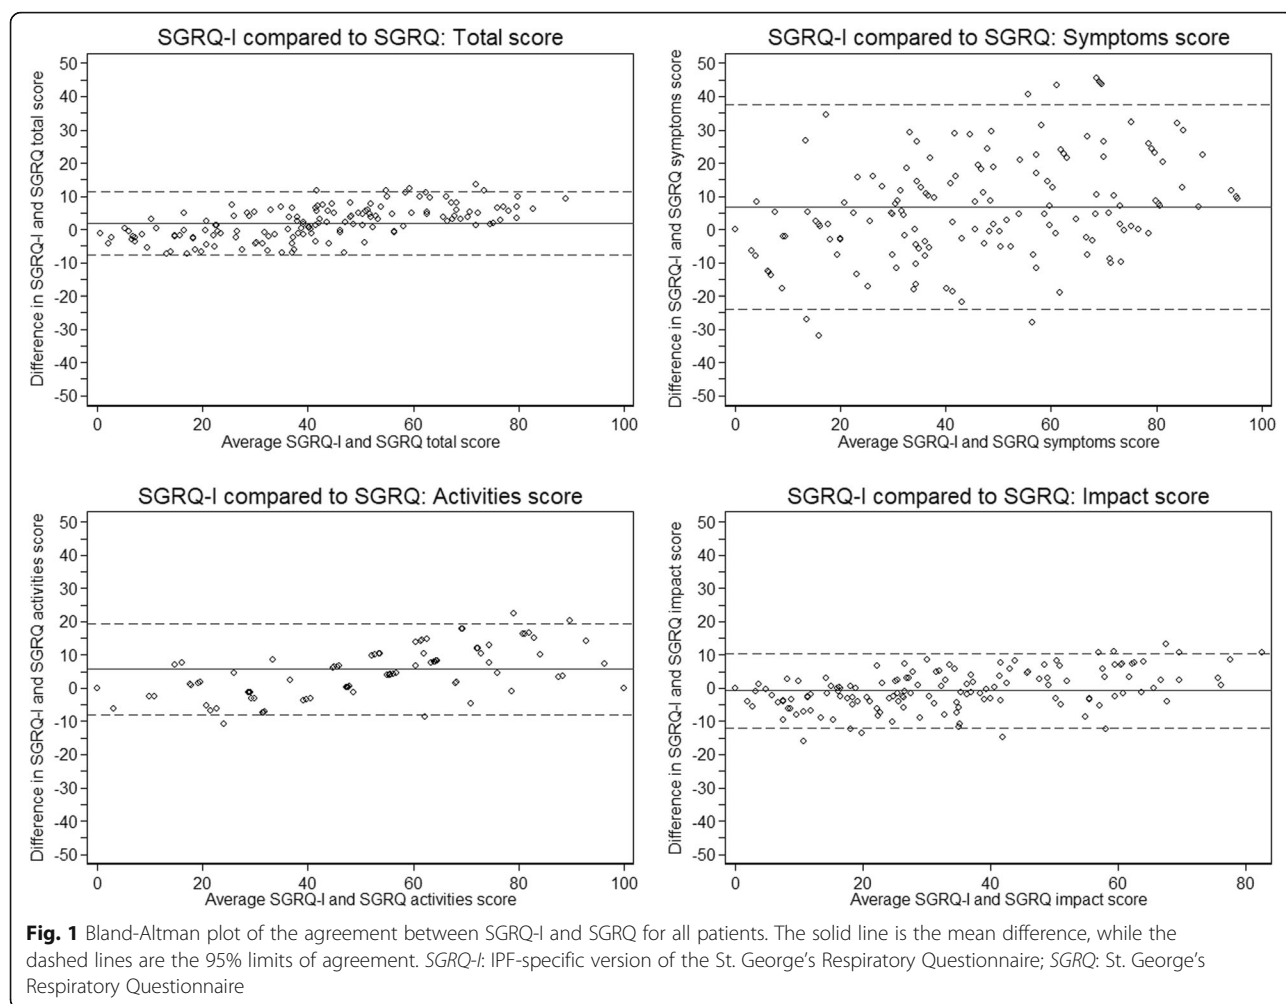 SGRQ-I compared to SGRQ: Total score
Difference in SGRQ-I and SGRQ total score
50
40
30
20
10
0
-10
-20
-30
-40
-50
0 20 40 60 80 100
Average SGRQ-I and SGRQ total score
SGRQ-I compared to SGRQ: Symptoms score
Difference in SGRQ-I and SGRQ symptoms score
50
40
30
20
10
0
-10
-20
-30
-40
-50
0 20 40 60 80 100
Average SGRQ-I and SGRQ symptoms score
SGRQ-I compared to SGRQ: Activities score
Difference in SGRQ-I and SGRQ activities score
50
40
30
20
10
0
-10
-20
-30
-40
-50
0 20 40 60 80 100
Average SGRQ-I and SGRQ activities score
SGRQ-I compared to SGRQ: Impact score
Difference in SGRQ-I and SGRQ impact score
50
40
30
20
10
0
-10
-20
-30
-40
-50
0 20 40 60 80
Average SGRQ-I and SGRQ impact score
Fig. 1 Bland-Altman plot of the agreement between SGRQ-I and SGRQ for all patients. The solid line is the mean difference, while the
dashed lines are the 95% limits of agreement. SGRQ-I: IPF-specific version of the St. George's Respiratory Questionnaire; SGRQ: St. George's
Respiratory Questionnaire